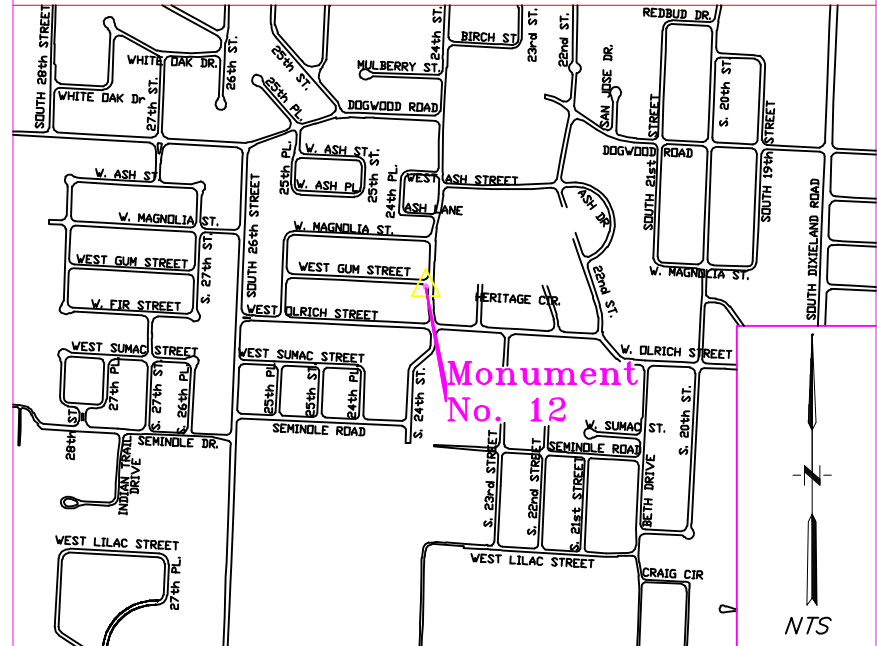 REDBUD DR.
SOUTH 28th STREET
24th ST.
BIRCH ST.
23rd ST.
22nd ST.
WHITE OAK DR.
26th ST.
25th ST.
MULBERRY ST.
SAN JOSE DR.
S. 20th ST.
WHITE OAK Dr
27th ST.
25th PL.
DOGWOOD ROAD
SOUTH 21st STREET
SOUTH 19th STREET
DOGWOOD ROAD
W. ASH ST.
25th PL.
W. ASH PL.
25th ST.
24th PL.
WEST ASH STREET
W. ASH ST.
SOUTH 26th STREET
ASH LANE
ASH DR
SOUTH DIXIELAND ROAD
W. MAGNOLIA ST.
W. MAGNOLIA ST.
S. 27th ST.
WEST GUM STREET
WEST GUM STREET
22nd ST.
W. MAGNOLIA ST.
W. FIR STREET
WEST OLRICH STREET
HERITAGE CIR.
WEST SUMAC STREET
WEST SUMAC STREET
W. OLRICH STREET
27th PL.
S. 27th ST.
S. 26th PL.
25th PL
25th ST.
24th PL.
S. 24th ST.
Monument
No. 12
28th ST.
SEMINOLE DR.
SEMINOLE ROAD
W. SUMAC ST.
SEMINOLE ROAD
S. 20th ST.
INDIAN TRAIL
DRIVE
S. 23rd STREET
S. 22nd STREET
S. 21st STREET
BETH DRIVE
WEST LILAC STREET
27th PL.
WEST LILAC STREET
CRAIG CIR
N
NTS